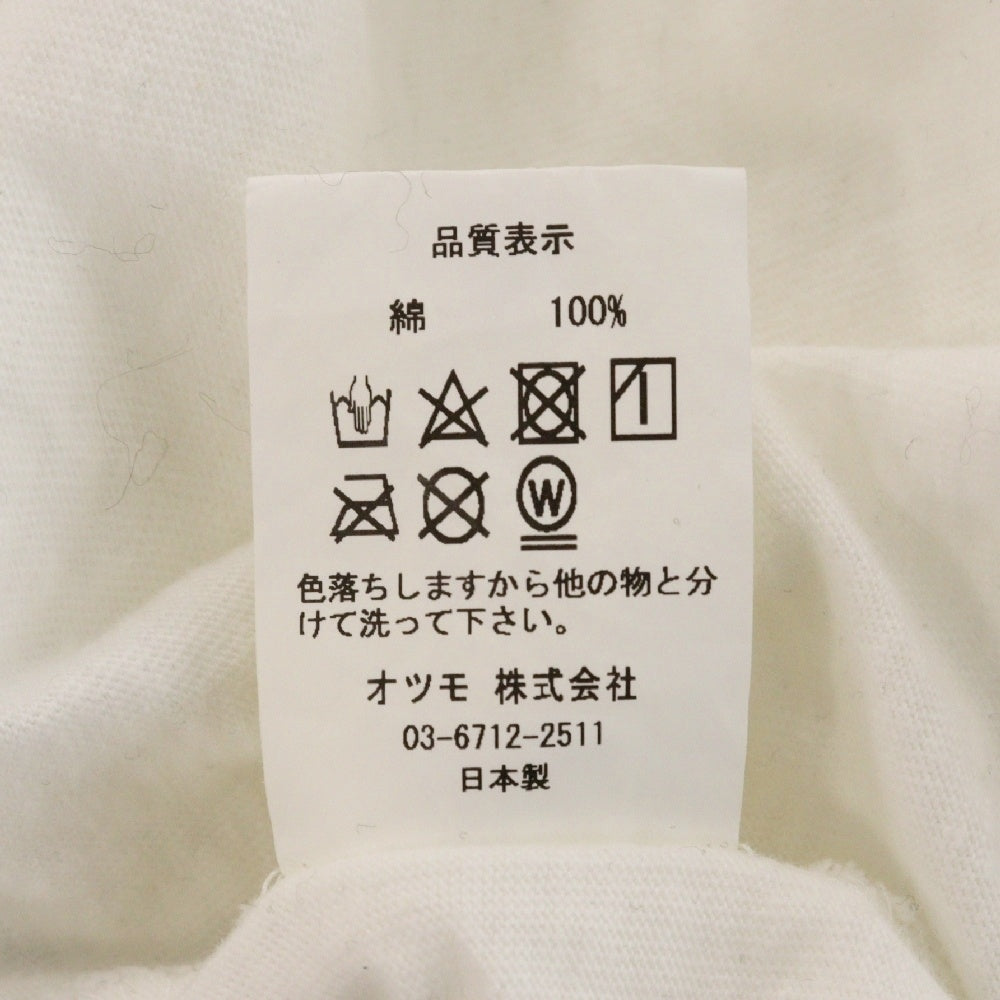 品質表示
綿 100%
W
色落ちしますから他の物と分
けて洗って下さい。
オツモ 株式会社
03-6712-2511
日本製